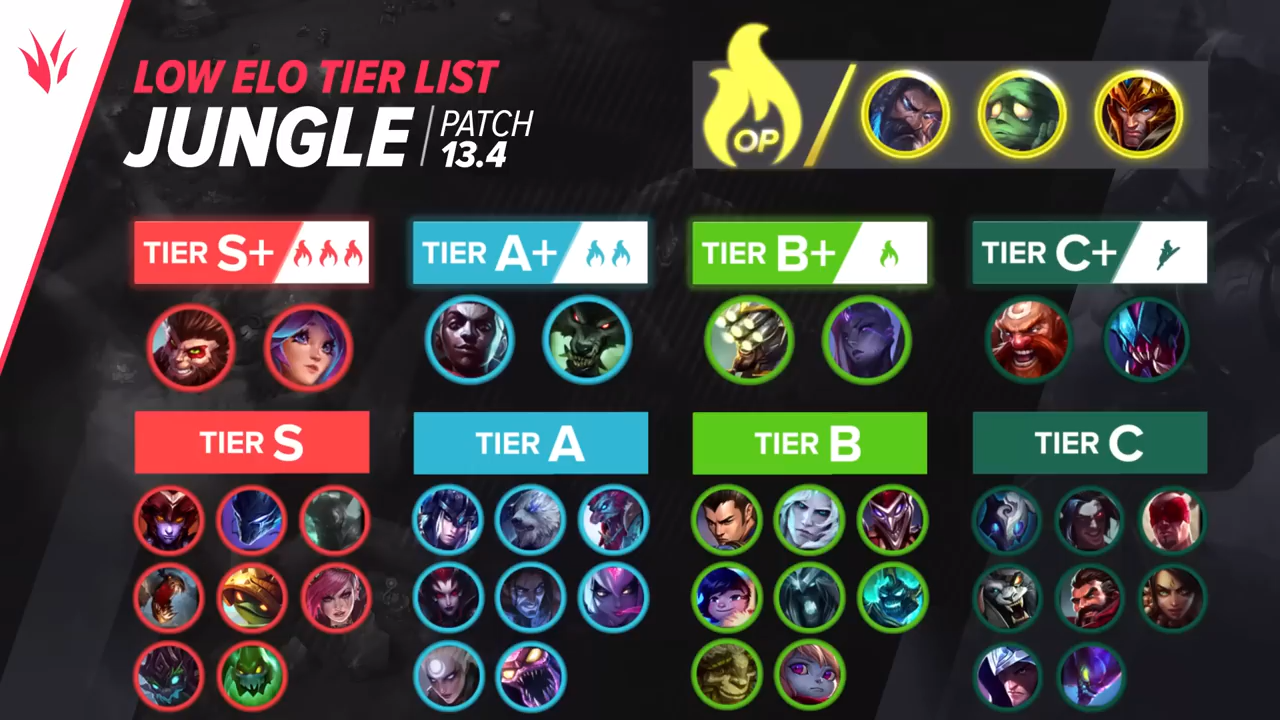 LOW ELO TIER LIST
JUNGLE
PATCH
13.4
OP
TIER S+
TIER A+
TIER B+
TIER C+
TIER S
TIER A
TIER B
TIER C